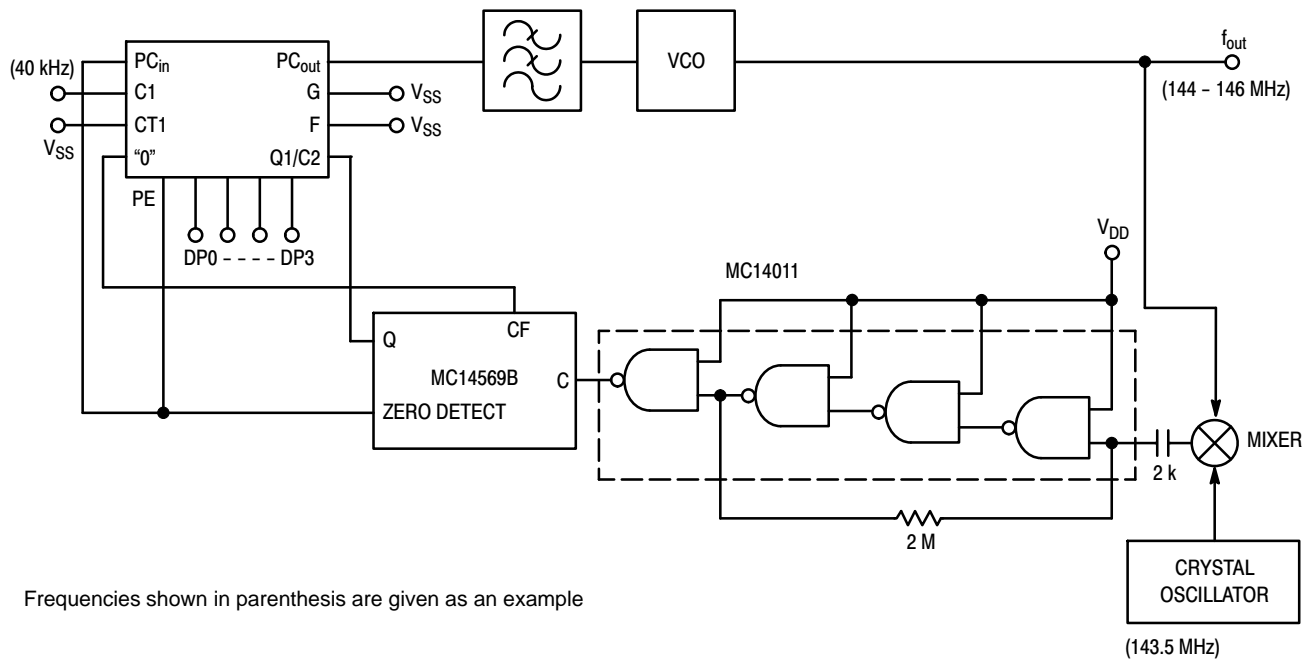 PCin
PCout
(40 kHz)
C1
G
VSS
CT1
F
VSS
VSS
"0"
Q1/C2
PE
DP0 - - - - DP3
VCO
fout
(144 – 146 MHz)
VDD
MC14011
CF
Q
MC14569B
C
ZERO DETECT
MIXER
2 k
2 M
CRYSTAL
OSCILLATOR
(143.5 MHz)
Frequencies shown in parenthesis are given as an example